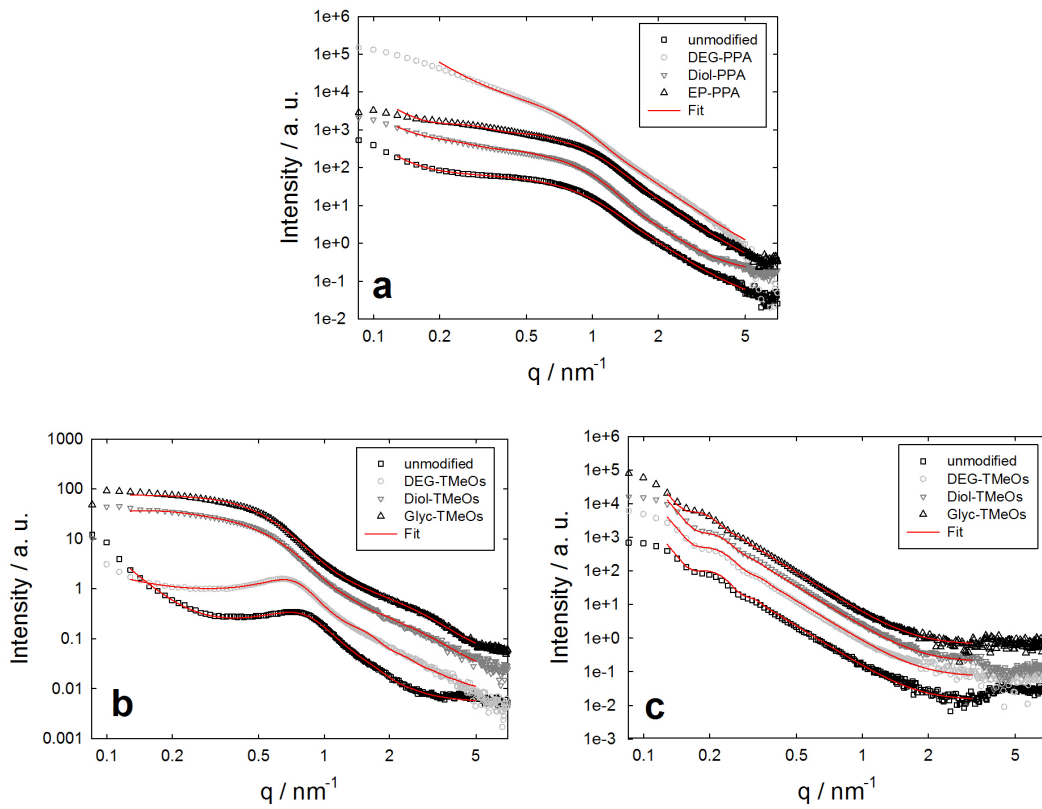 1e+6
1e+5
1e+4
1e+3
1e+2
1e+1
1e+0
1e-1
1e-2
Intensity / a. u.
unmodified
DEG-PPA
Diol-PPA
EP-PPA
Fit
a
0.1 0.2 0.5 1 2 5
q / nm⁻¹
1000
100
10
1
0.1
0.01
0.001
Intensity / a. u.
unmodified
DEG-TMeOs
Diol-TMeOs
Glyc-TMeOs
Fit
b
0.1 0.2 0.5 1 2 5
q / nm⁻¹
1e+6
1e+5
1e+4
1e+3
1e+2
1e+1
1e+0
1e-1
1e-2
1e-3
Intensity / a. u.
unmodified
DEG-TMeOs
Diol-TMeOs
Glyc-TMeOs
Fit
c
0.1 0.2 0.5 1 2 5
q / nm⁻¹